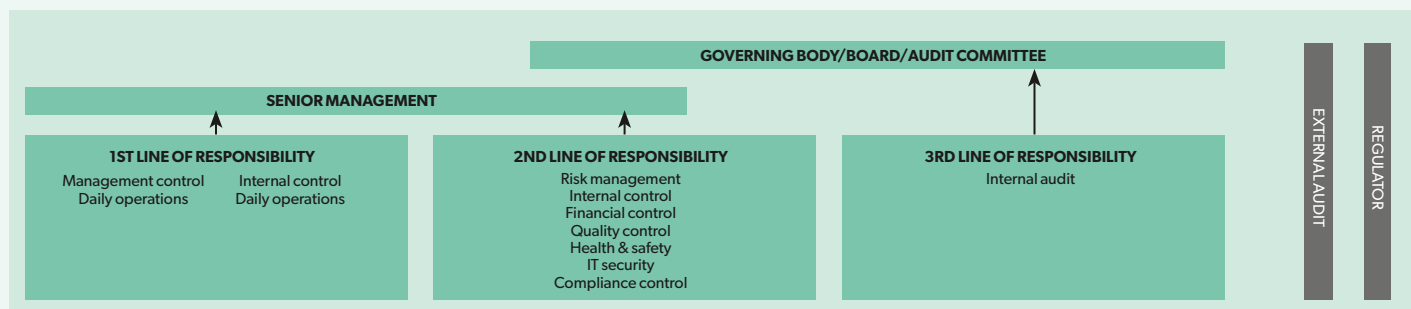 GOVERNING BODY/BOARD/AUDIT COMMITTEE
SENIOR MANAGEMENT
1ST LINE OF RESPONSIBILITY
Management control
Daily operations
Internal control
Daily operations
2ND LINE OF RESPONSIBILITY
Risk management
Internal control
Financial control
Quality control
Health & safety
IT security
Compliance control
3RD LINE OF RESPONSIBILITY
Internal audit
EXTERNAL AUDIT
REGULATOR